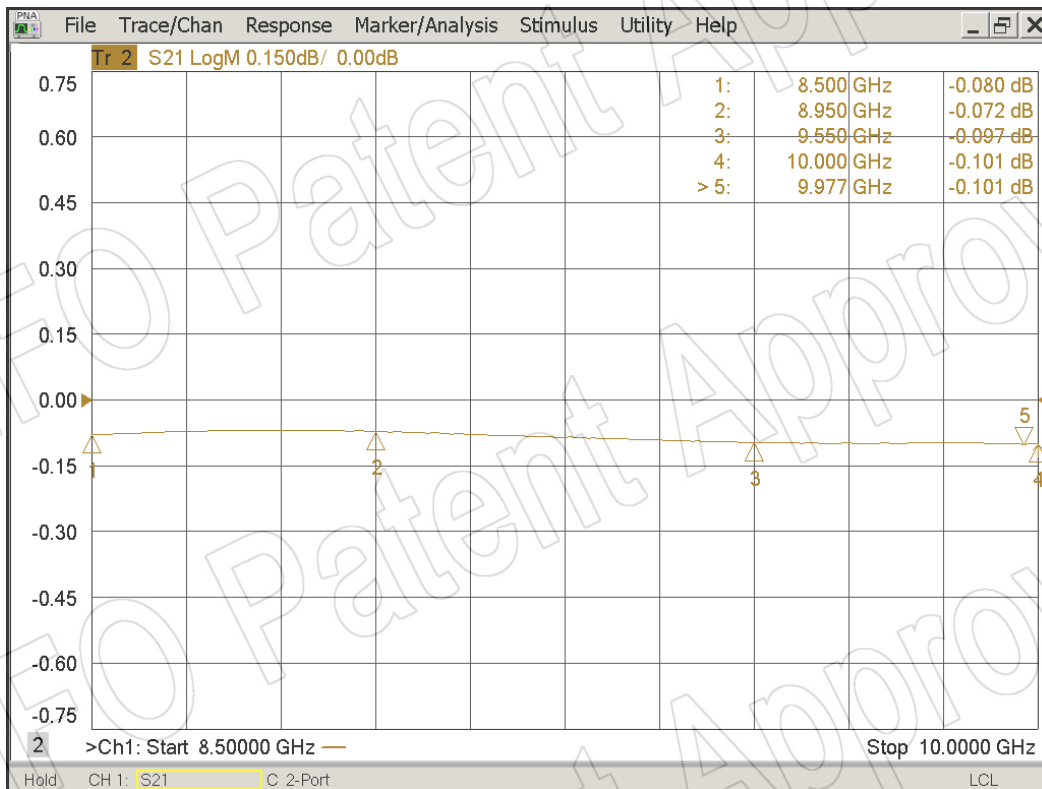 PNA File Trace/Chan Response Marker/Analysis Stimulus Utility Help
Tr 2 S21 LogM 0.150dB/ 0.00dB
1: 8.500 GHz -0.080 dB
2: 8.950 GHz -0.072 dB
3: 9.550 GHz -0.097 dB
4: 10.000 GHz -0.101 dB
> 5: 9.977 GHz -0.101 dB
0.75
0.60
0.45
0.30
0.15
0.00
-0.15
-0.30
-0.45
-0.60
-0.75
1
2
3
5
4
2 >Ch1: Start 8.50000 GHz Stop 10.0000 GHz
Hold CH 1: S21 C 2-Port LCL
FO Patent Approv
FO Patent Approv